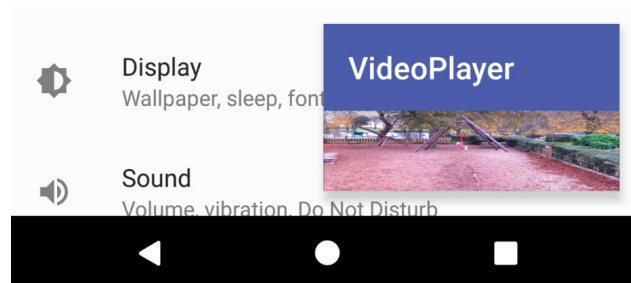 Display
Wallpaper, sleep, font
VideoPlayer
Sound
Volume, vibration, Do Not Disturb